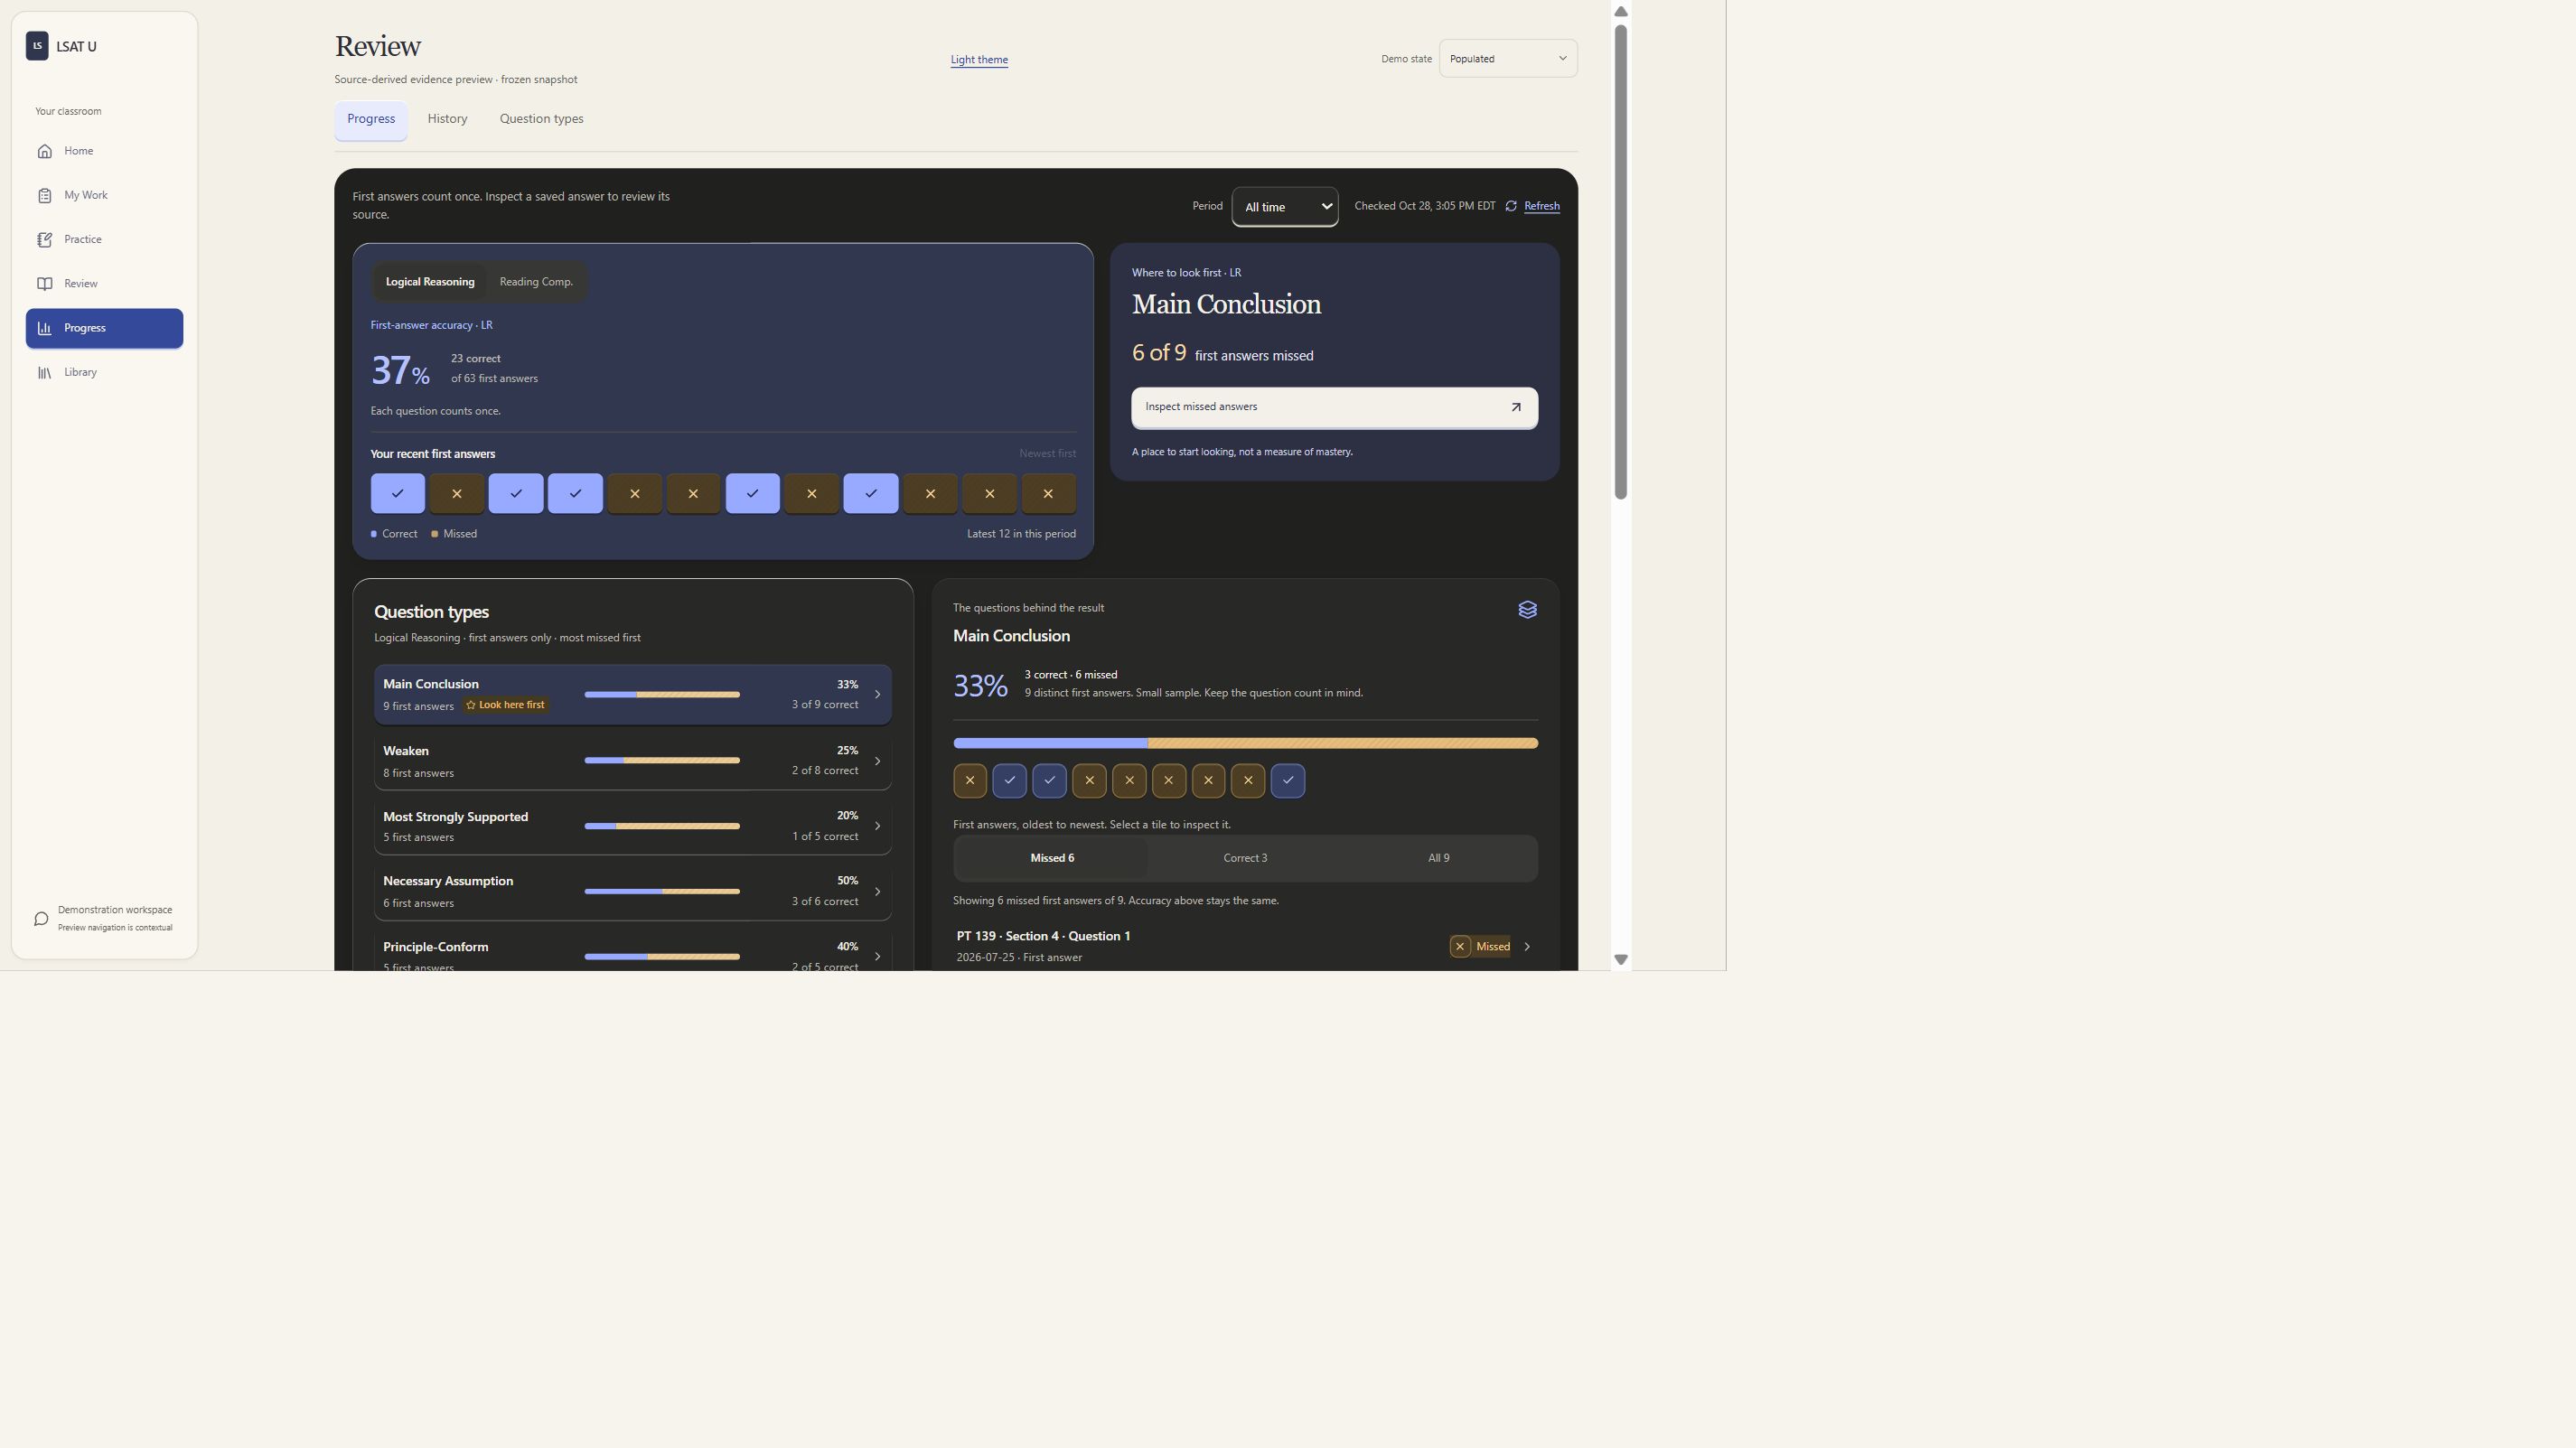 LS
LSAT U
Your classroom
Home
My Work
Practice
Review
Progress
Library
Demonstration workspace
Preview navigation is contextual
Review
Source-derived evidence preview · frozen snapshot
Light theme
Demo state
Populated
Progress
History
Question types
First answers count once. Inspect a saved answer to review its
source.
Period
All time
Checked Oct 28, 3:05 PM EDT
Refresh
Logical Reasoning
Reading Comp.
First-answer accuracy · LR
37%
23 correct
of 63 first answers
Each question counts once.
Your recent first answers
Newest first
Correct
Missed
Latest 12 in this period
Where to look first · LR
Main Conclusion
6 of 9 first answers missed
Inspect missed answers
A place to start looking, not a measure of mastery.
Question types
Logical Reasoning · first answers only · most missed first
Main Conclusion
33%
9 first answers
Look here first
3 of 9 correct
Weaken
25%
8 first answers
2 of 8 correct
Most Strongly Supported
20%
5 first answers
1 of 5 correct
Necessary Assumption
50%
6 first answers
3 of 6 correct
Principle-Conform
40%
5 first answers
2 of 5 correct
The questions behind the result
Main Conclusion
33%
3 correct · 6 missed
9 distinct first answers. Small sample. Keep the question count in mind.
First answers, oldest to newest. Select a tile to inspect it.
Missed 6
Correct 3
All 9
Showing 6 missed first answers of 9. Accuracy above stays the same.
PT 139 · Section 4 · Question 1
2026-07-25 · First answer
Missed